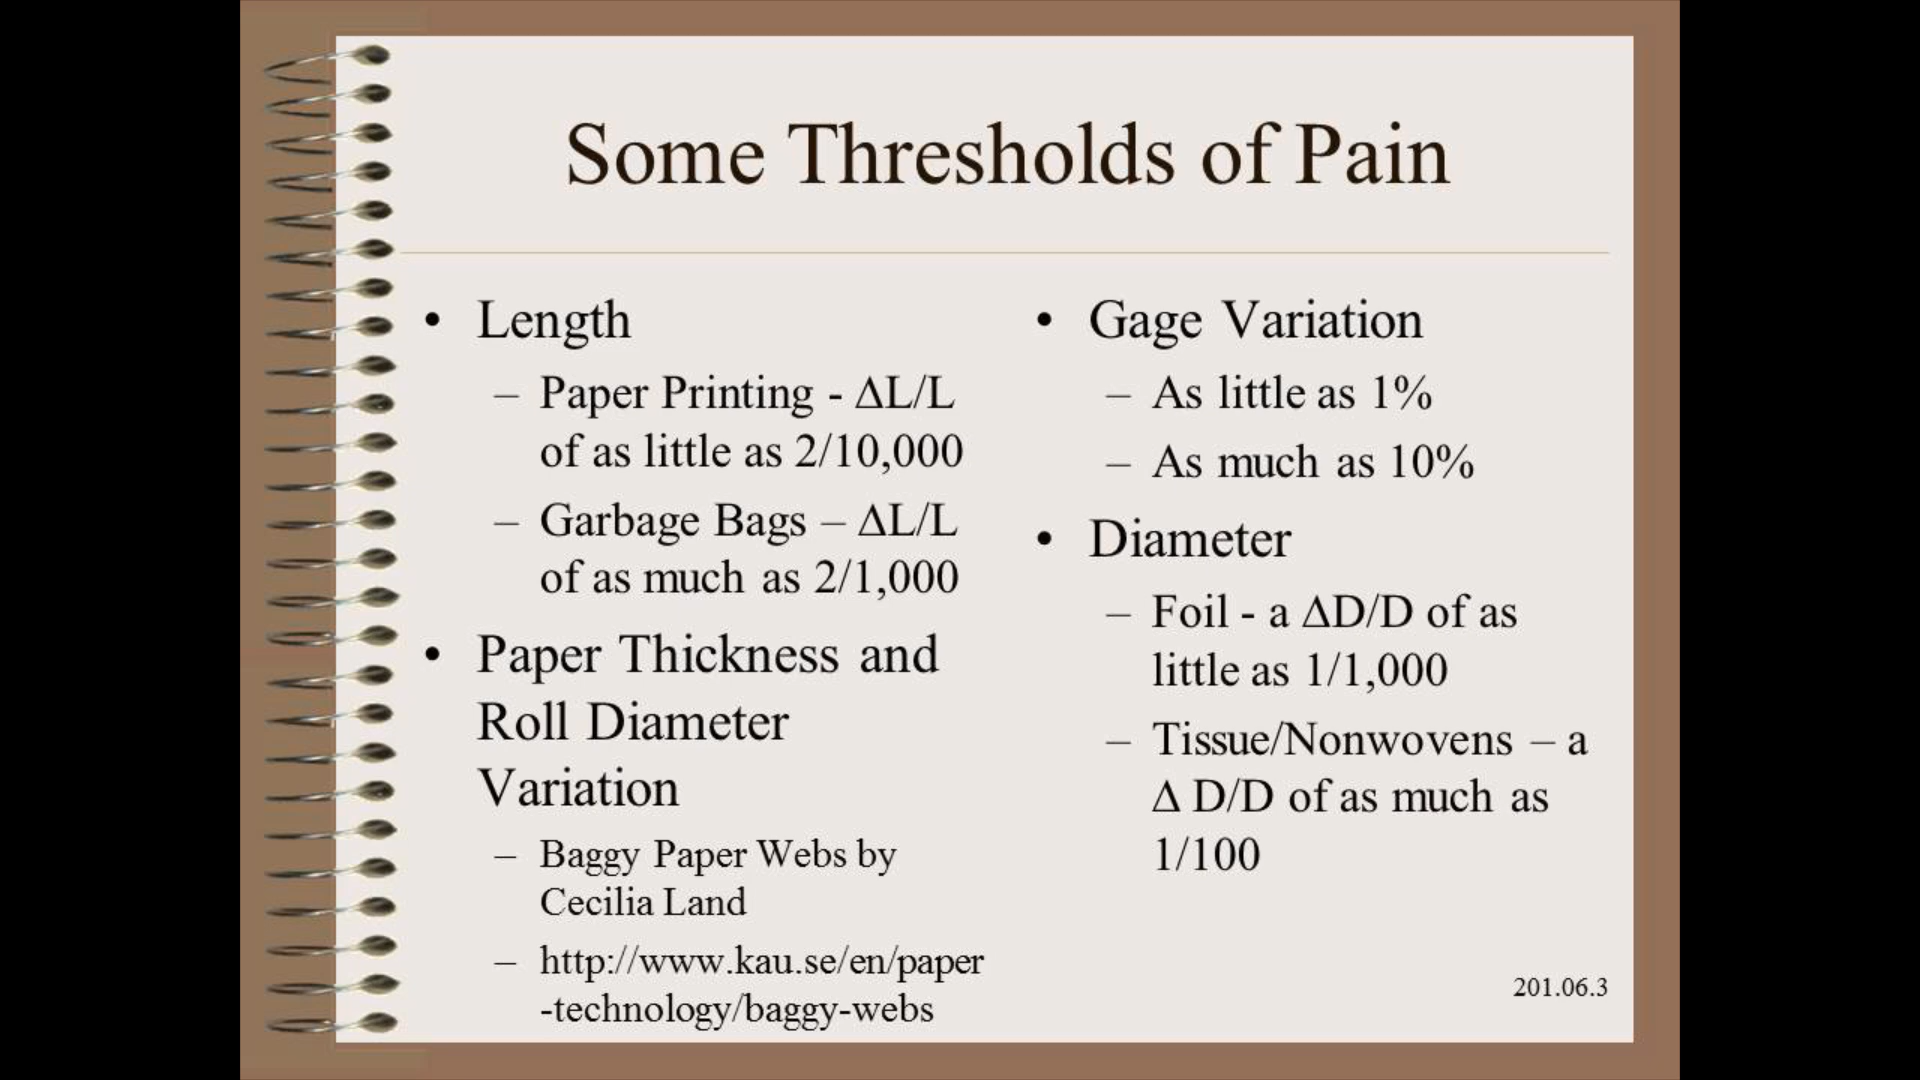 Some Thresholds of Pain
• Length
– Paper Printing - ΔL/L
of as little as 2/10,000
– Garbage Bags – ΔL/L
of as much as 2/1,000
• Paper Thickness and
Roll Diameter
Variation
– Baggy Paper Webs by
Cecilia Land
– http://www.kau.se/en/paper
-technology/baggy-webs
• Gage Variation
– As little as 1%
– As much as 10%
• Diameter
– Foil - a ΔD/D of as
little as 1/1,000
– Tissue/Nonwovens – a
Δ D/D of as much as
1/100
201.06.3